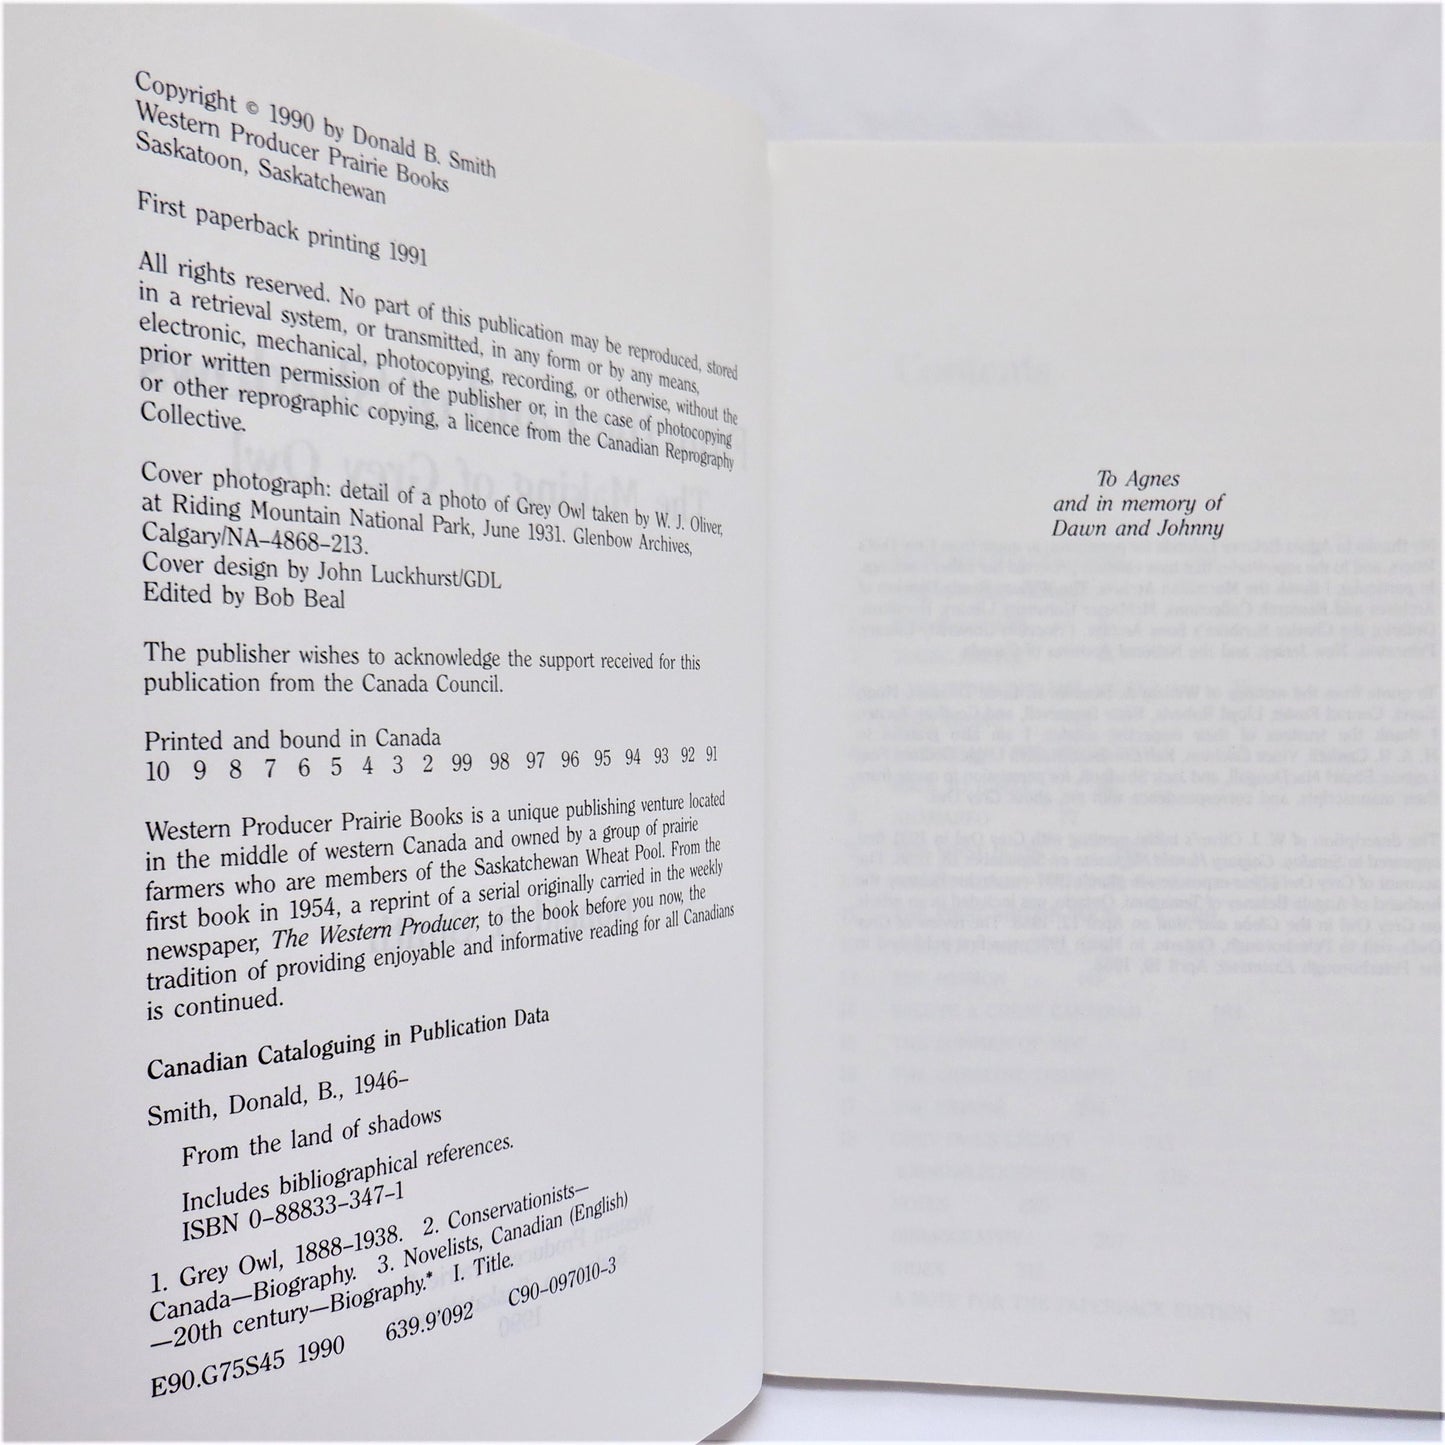 Copyright © 1990 by Donald B. Smith
Western Producer Prairie Books
Saskatoon, Saskatchewan
First paperback printing 1991
All rights reserved. No part of this publication may be reproduced, stored
in a retrieval system, or transmitted, in any form or by any means,
electronic, mechanical, photocopying, recording, or otherwise, without the
prior written permission of the publisher or, in the case of photocopying
or other reprographic copying, a licence from the Canadian Reprography
Collective.
Cover photograph: detail of a photo of Grey Owl taken by W. J. Oliver,
at Riding Mountain National Park, June 1931. Glenbow Archives,
Calgary/NA–4868–213.
Cover design by John Luckhurst/GDL
Edited by Bob Beal
The publisher wishes to acknowledge the support received for this
publication from the Canada Council.
Printed and bound in Canada
10 9 8 7 6 5 4 3 2 99 98 97 96 95 94 93 92 91
Western Producer Prairie Books is a unique publishing venture located
in the middle of western Canada and owned by a group of prairie
farmers who are members of the Saskatchewan Wheat Pool. From the
first book in 1954, a reprint of a serial originally carried in the weekly
newspaper, The Western Producer, to the book before you now, the
tradition of providing enjoyable and informative reading for all Canadians
is continued.
Canadian Cataloguing in Publication Data
Smith, Donald, B., 1946–
From the land of shadows
Includes bibliographical references.
ISBN 0–88833–347–1
1. Grey Owl, 1888–1938. 2. Conservationists—
Canada—Biography. 3. Novelists, Canadian (English)
—20th century—Biography.* I. Title.
E90.G75S45 1990 639.9'092 C90–097010–3
To Agnes
and in memory of
Dawn and Johnny